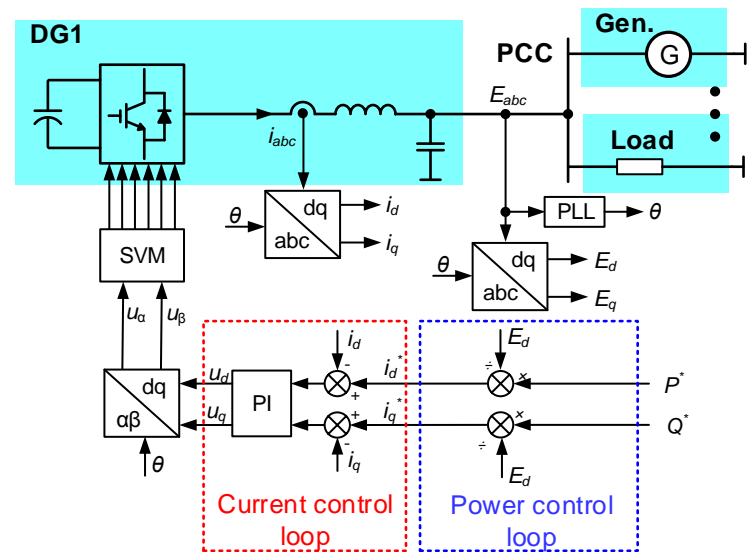 DG1
Gen.
PCC
G
E_abc
i_abc
Load
θ
dq
abc
i_d
i_q
PLL
θ
SVM
θ
dq
abc
E_d
E_q
u_α
u_β
i_d
E_d
-
÷
×
dq
αβ
u_d
PI
+
i_d^*
P^*
u_q
+
i_q^*
×
Q^*
-
÷
θ
i_q
E_d
Current control
loop
Power control
loop